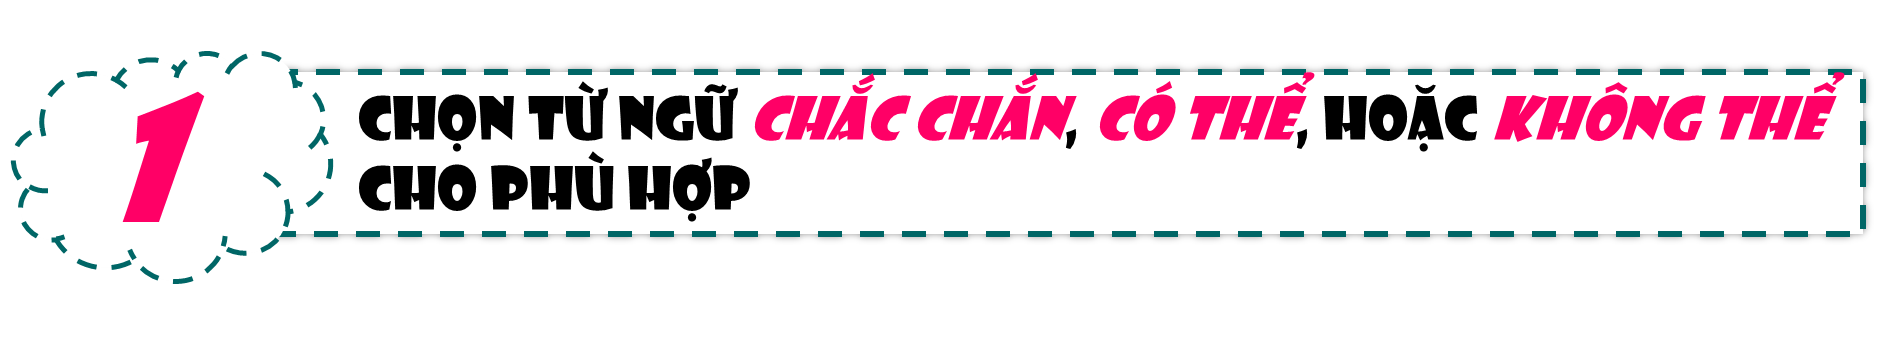 1
CHỌN TỪ NGỮ CHẮC CHẮN, CÓ THỂ, HOẶC KHÔNG THỂ
CHO PHÙ HỢP